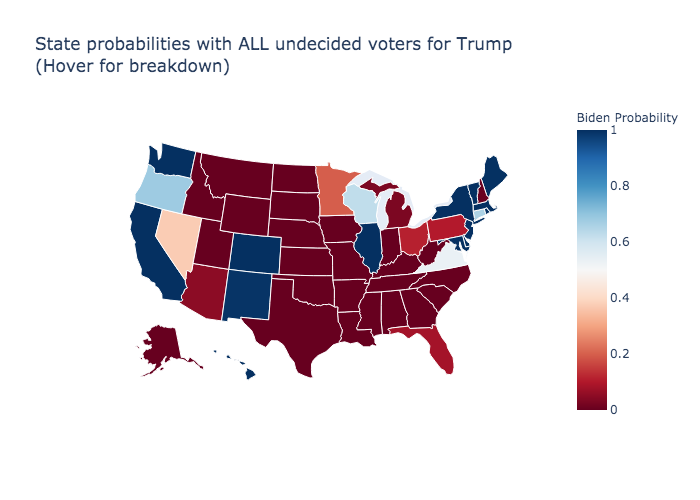 State probabilities with ALL undecided voters for Trump
(Hover for breakdown)
Biden Probability
1
0.8
0.6
0.4
0.2
0